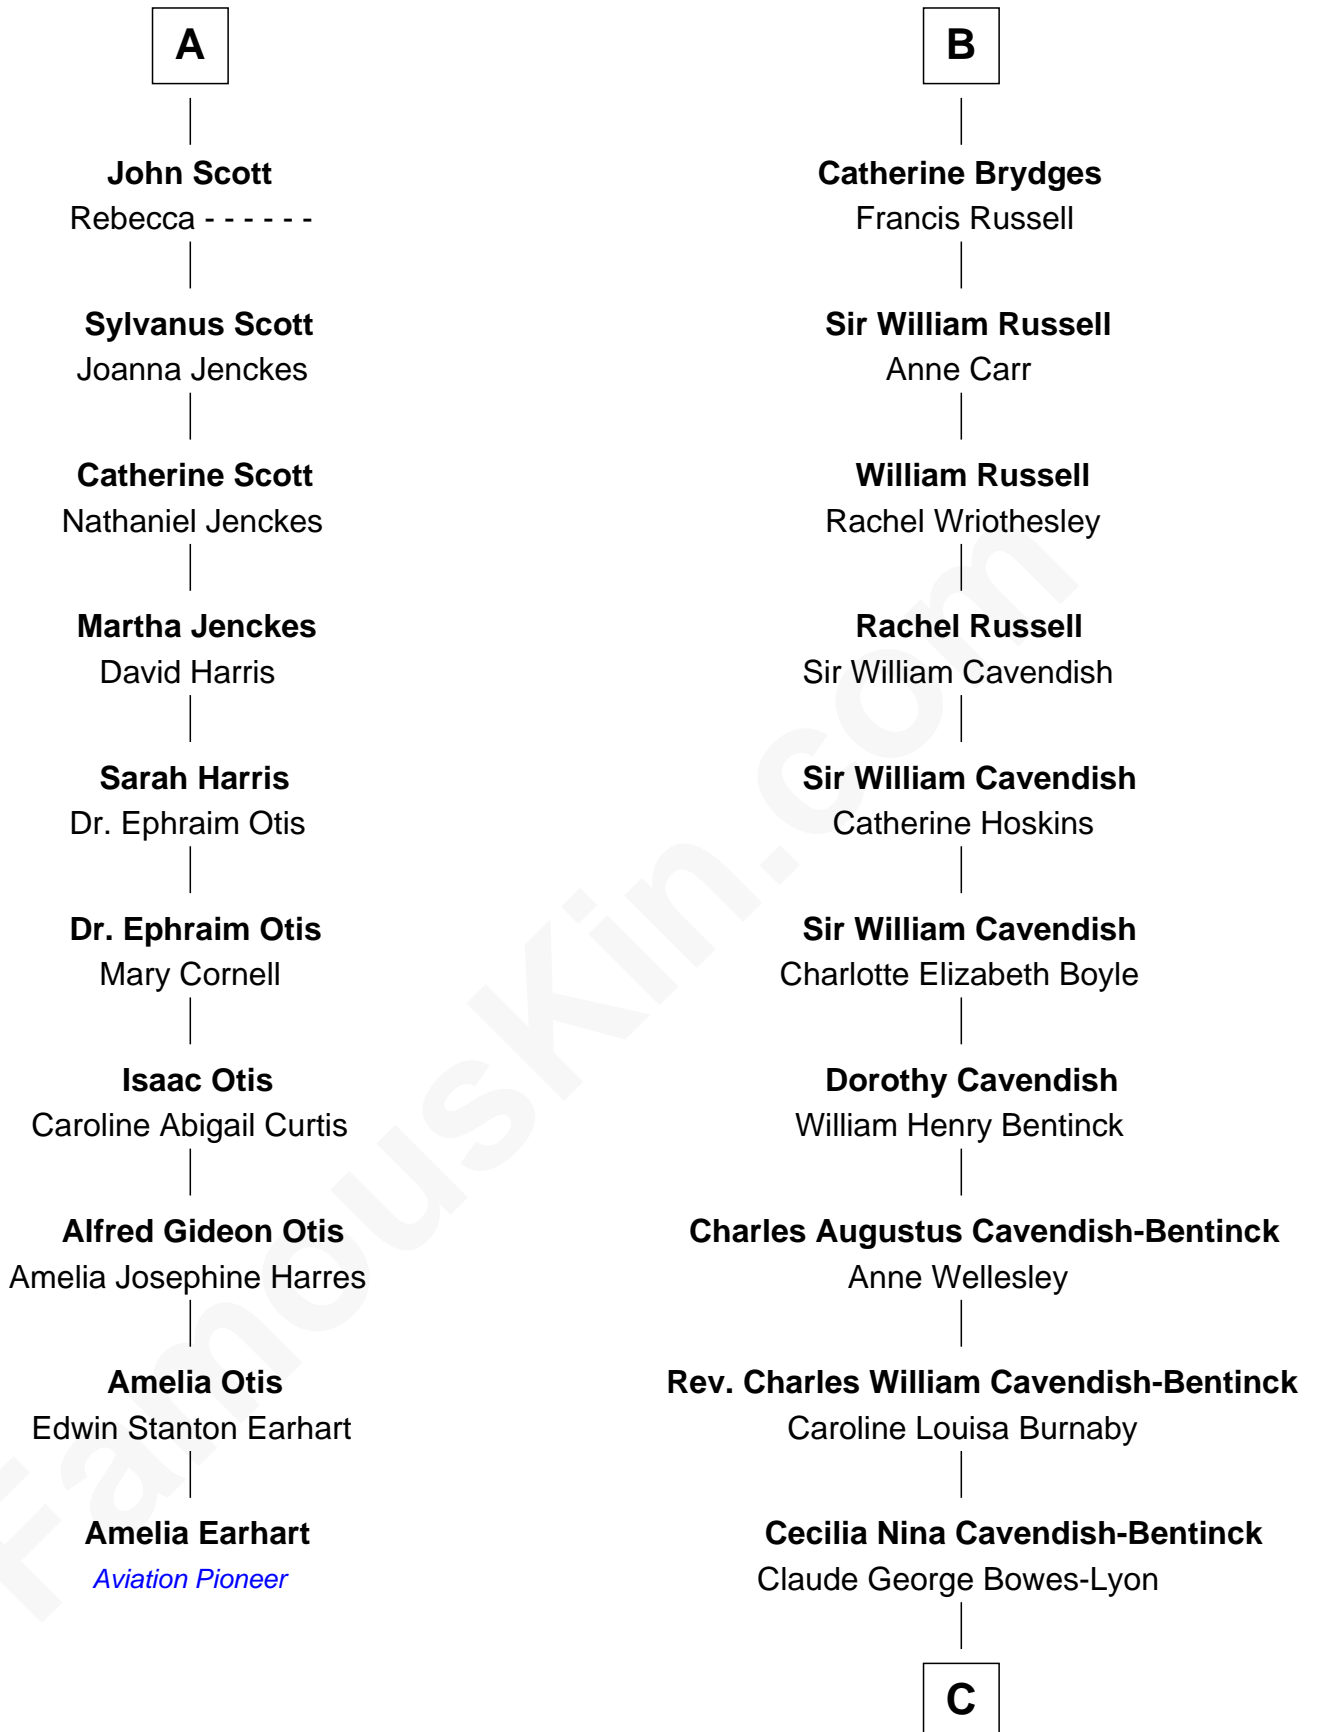 A
John Scott
Rebecca - - - - - -
Sylvanus Scott
Joanna Jenckes
Catherine Scott
Nathaniel Jenckes
Martha Jenckes
David Harris
Sarah Harris
Dr. Ephraim Otis
Dr. Ephraim Otis
Mary Cornell
Isaac Otis
Caroline Abigail Curtis
Alfred Gideon Otis
Amelia Josephine Harres
Amelia Otis
Edwin Stanton Earhart
Amelia Earhart
Aviation Pioneer
B
Catherine Brydges
Francis Russell
Sir William Russell
Anne Carr
William Russell
Rachel Wriothesley
Rachel Russell
Sir William Cavendish
Sir William Cavendish
Catherine Hoskins
Sir William Cavendish
Charlotte Elizabeth Boyle
Dorothy Cavendish
William Henry Bentinck
Charles Augustus Cavendish-Bentinck
Anne Wellesley
Rev. Charles William Cavendish-Bentinck
Caroline Louisa Burnaby
Cecilia Nina Cavendish-Bentinck
Claude George Bowes-Lyon
C
FamousKin.com